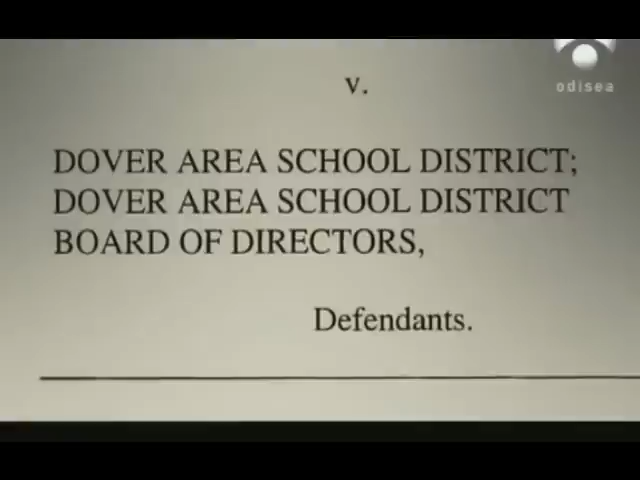 odisea
v.
DOVER AREA SCHOOL DISTRICT;
DOVER AREA SCHOOL DISTRICT
BOARD OF DIRECTORS,
Defendants.